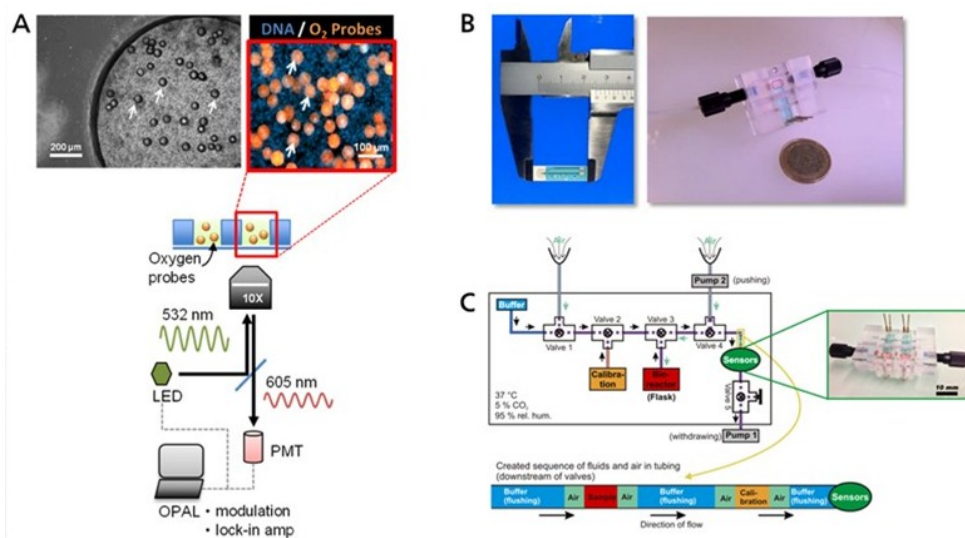 A
DNA / O₂ Probes
200 µm
100 µm
Oxygen
probes
10X
532 nm
605 nm
LED
PMT
OPAL
• modulation
• lock-in amp
B
C
Air
Air
Pump 2
(pushing)
Buffer
Valve 1
Valve 2
Valve 3
Valve 4
Calibra-
tion
Bio-
reactor
(Flask)
Sensors
Valve 5
37 °C
5 % CO₂
95 % rel. hum.
(withdrawing)
Pump 1
10 mm
Created sequence of fluids and air in tubing
(downstream of valves)
Buffer
(flushing)
Air
Sample
Air
Buffer
(flushing)
Air
Cali-
bration
Air
Buffer
(flushing)
Sensors
Direction of flow